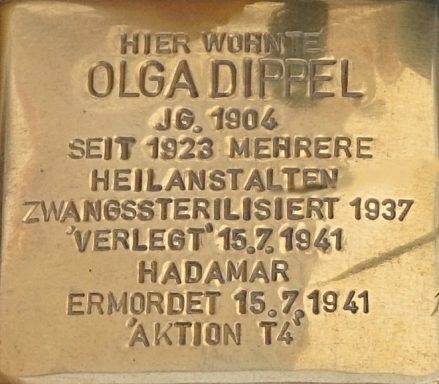 HIER WOHNTE
OLGA DIPPEL
JG. 1904
SEIT 1923 MEHRERE
HEILANSTALTEN
ZWANGSSTERILISIERT 1937
'VERLEGT' 15.7.1941
HADAMAR
ERMORDET 15.7.1941
'AKTION T4'